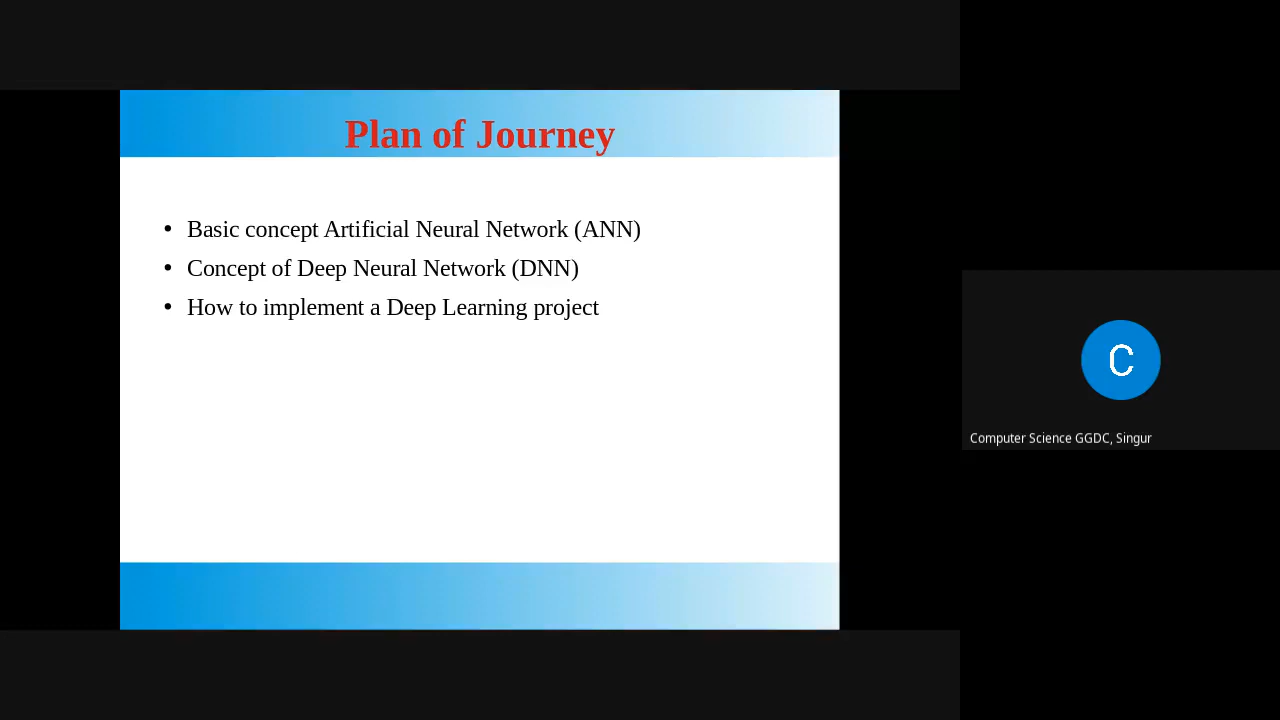 Plan of Journey
• Basic concept Artificial Neural Network (ANN)
• Concept of Deep Neural Network (DNN)
• How to implement a Deep Learning project
C
Computer Science GGDC, Singur